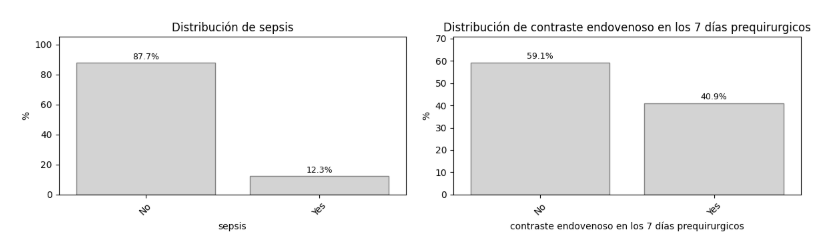 Distribución de sepsis
100
80
60
40
20
0
%
87.7%
12.3%
No
Yes
sepsis
Distribución de contraste endovenoso en los 7 días prequirurgicos
70
60
50
40
30
20
10
0
%
59.1%
40.9%
No
Yes
contraste endovenoso en los 7 días prequirurgicos